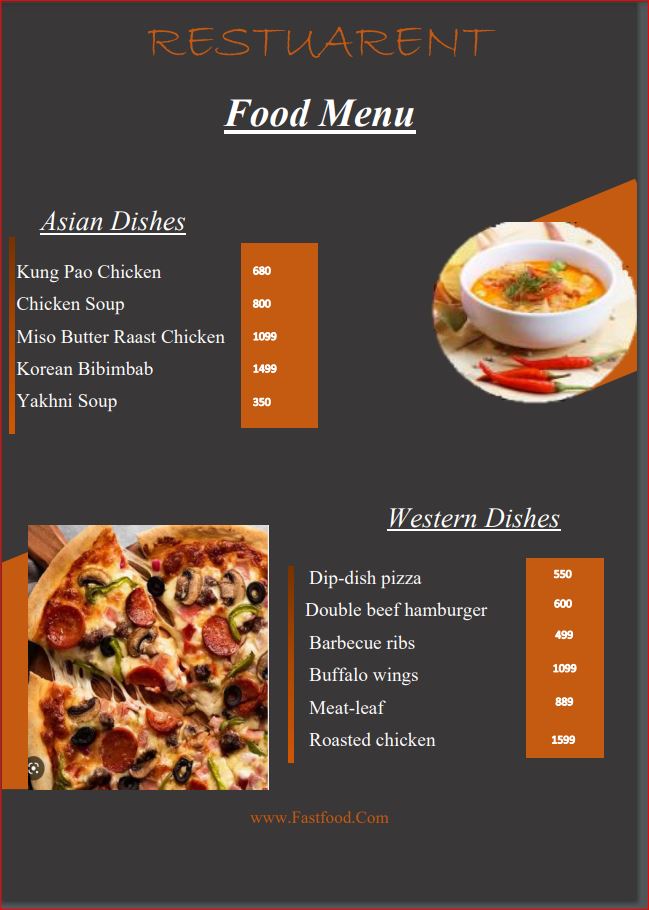 RESTUARENT
Food Menu
Asian Dishes
Kung Pao Chicken 680
Chicken Soup 800
Miso Butter Raast Chicken 1099
Korean Bibimbab 1499
Yakhni Soup 350
Western Dishes
Dip-dish pizza 550
Double beef hamburger 600
Barbecue ribs 499
Buffalo wings 1099
Meat-leaf 889
Roasted chicken 1599
www.Fastfood.Com